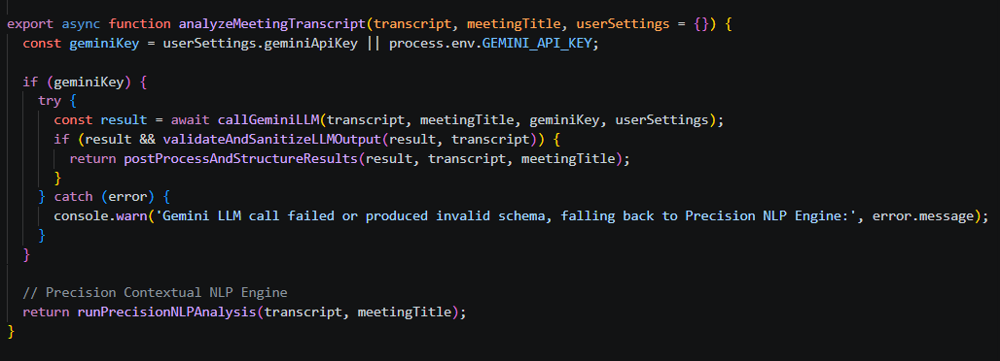 export async function analyzeMeetingTranscript(transcript, meetingTitle, userSettings = {}) {
  const geminiKey = userSettings.geminiApiKey || process.env.GEMINI_API_KEY;

  if (geminiKey) {
    try {
      const result = await callGeminiLLM(transcript, meetingTitle, geminiKey, userSettings);
      if (result && validateAndSanitizeLLMOutput(result, transcript)) {
        return postProcessAndStructureResults(result, transcript, meetingTitle);
      }
    } catch (error) {
      console.warn('Gemini LLM call failed or produced invalid schema, falling back to Precision NLP Engine:', error.message);
    }
  }

  // Precision Contextual NLP Engine
  return runPrecisionNLPAnalysis(transcript, meetingTitle);
}